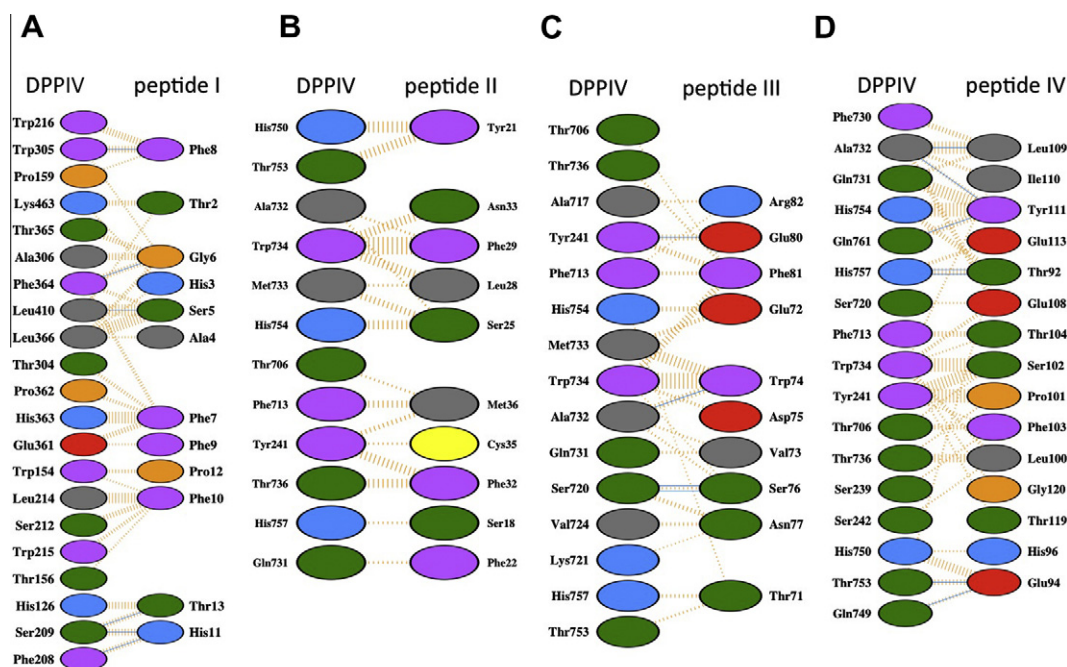 A
DPPIV peptide I
Trp216
Trp305 Phe8
Pro159
Lys463 Thr2
Thr365
Ala306 Gly6
Phe364 His3
Leu410 Ser5
Leu366 Ala4
Thr304
Pro362
His363 Phe7
Glu361 Phe9
Trp154 Pro12
Leu214 Phe10
Ser212
Trp215
Thr156
His126 Thr13
Ser209 His11
Phe208
B
DPPIV peptide II
His750 Tyr21
Thr753
Ala732 Asn33
Trp734 Phe29
Met733 Leu28
His754 Ser25
Thr706
Phe713 Met36
Tyr241 Cys35
Thr736 Phe32
His757 Ser18
Gln731 Phe22
C
DPPIV peptide III
Thr706
Thr736
Ala717 Arg82
Tyr241 Glu80
Phe713 Phe81
His754 Glu72
Met733
Trp734 Trp74
Ala732 Asp75
Gln731 Val73
Ser720 Ser76
Val724 Asn77
Lys721
His757 Thr71
Thr753
D
DPPIV peptide IV
Phe730
Ala732 Leu109
Gln731 Ile110
His754 Tyr111
Gln761 Glu113
His757 Thr92
Ser720 Glu108
Phe713 Thr104
Trp734 Ser102
Tyr241 Pro101
Thr706 Phe103
Thr736 Leu100
Ser239 Gly120
Ser242 Thr119
His750 His96
Thr753 Glu94
Gln749